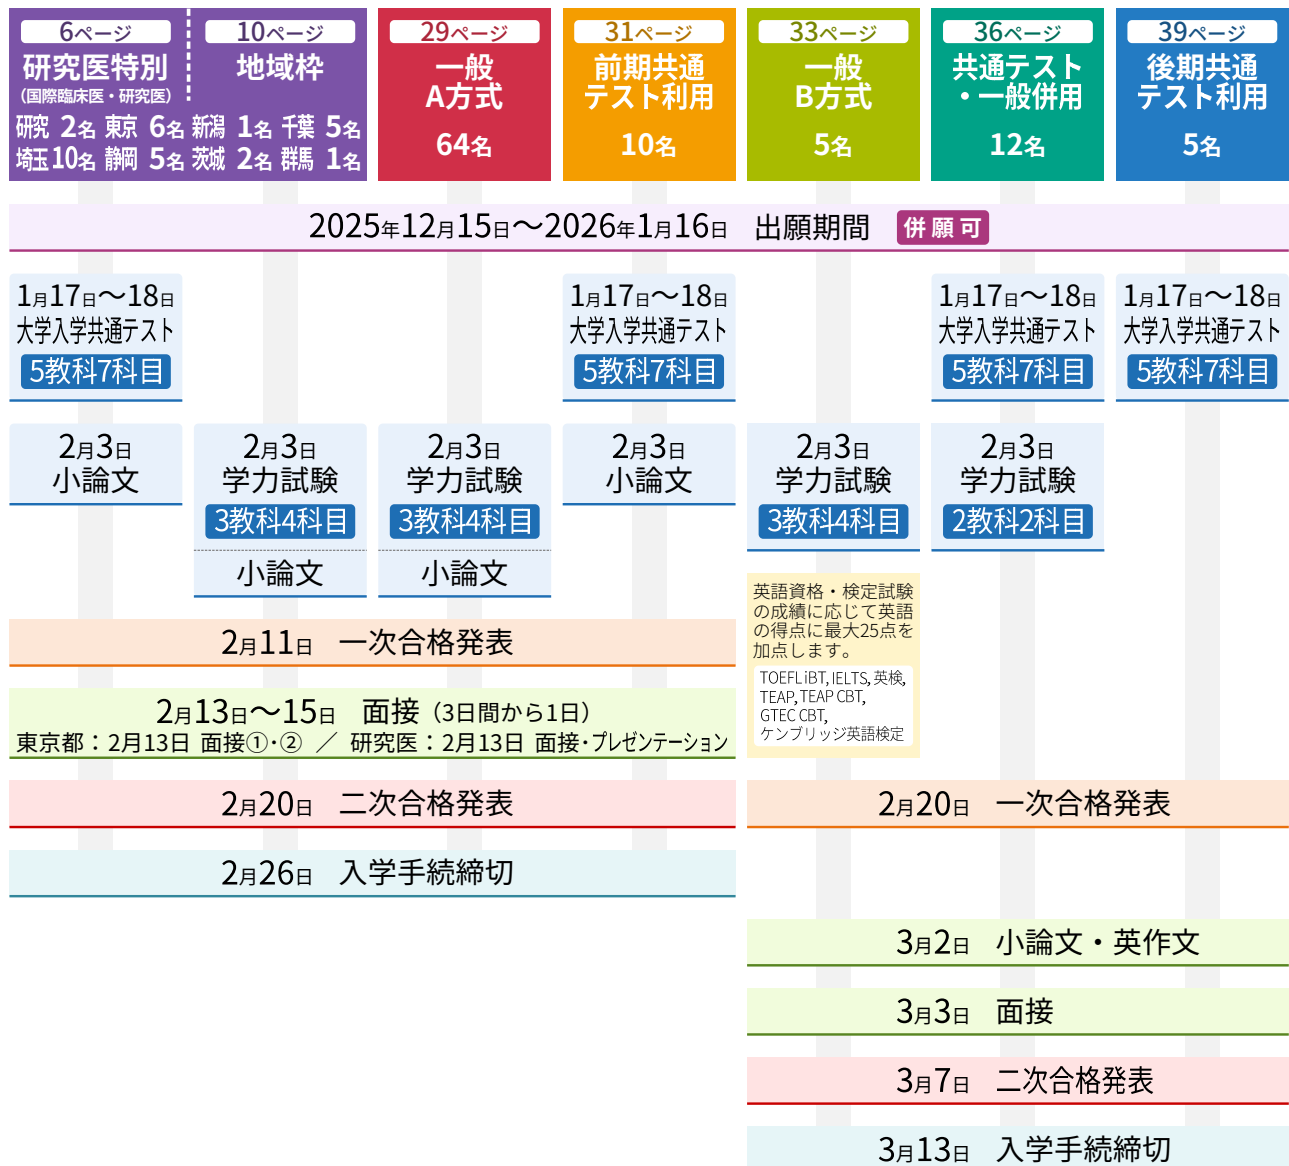 6ページ
10ページ
29ページ
31ページ
33ページ
36ページ
39ページ
研究医特別
（国際臨床医・研究医）
地域枠
研究 2名 東京 6名 新潟 1名 千葉 5名
埼玉 10名 静岡 5名 茨城 2名 群馬 1名
一般
A方式
64名
前期共通
テスト利用
10名
一般
B方式
5名
共通テスト
・一般併用
12名
後期共通
テスト利用
5名
2025年12月15日～2026年1月16日 出願期間 併願可
1月17日～18日
大学入学共通テスト
5教科7科目
1月17日～18日
大学入学共通テスト
5教科7科目
1月17日～18日
大学入学共通テスト
5教科7科目
1月17日～18日
大学入学共通テスト
5教科7科目
2月3日
小論文
2月3日
学力試験
3教科4科目
小論文
2月3日
学力試験
3教科4科目
小論文
2月3日
小論文
2月3日
学力試験
3教科4科目
2月3日
学力試験
2教科2科目
英語資格・検定試験
の成績に応じて英語
の得点に最大25点を
加点します。
TOEFL iBT, IELTS, 英検,
TEAP, TEAP CBT,
GTEC CBT,
ケンブリッジ英語検定
2月11日 一次合格発表
2月13日～15日 面接（3日間から1日）
東京都：2月13日 面接①･② ／ 研究医：2月13日 面接･プレゼンテーション
2月20日 二次合格発表
2月20日 一次合格発表
2月26日 入学手続締切
3月2日 小論文・英作文
3月3日 面接
3月7日 二次合格発表
3月13日 入学手続締切